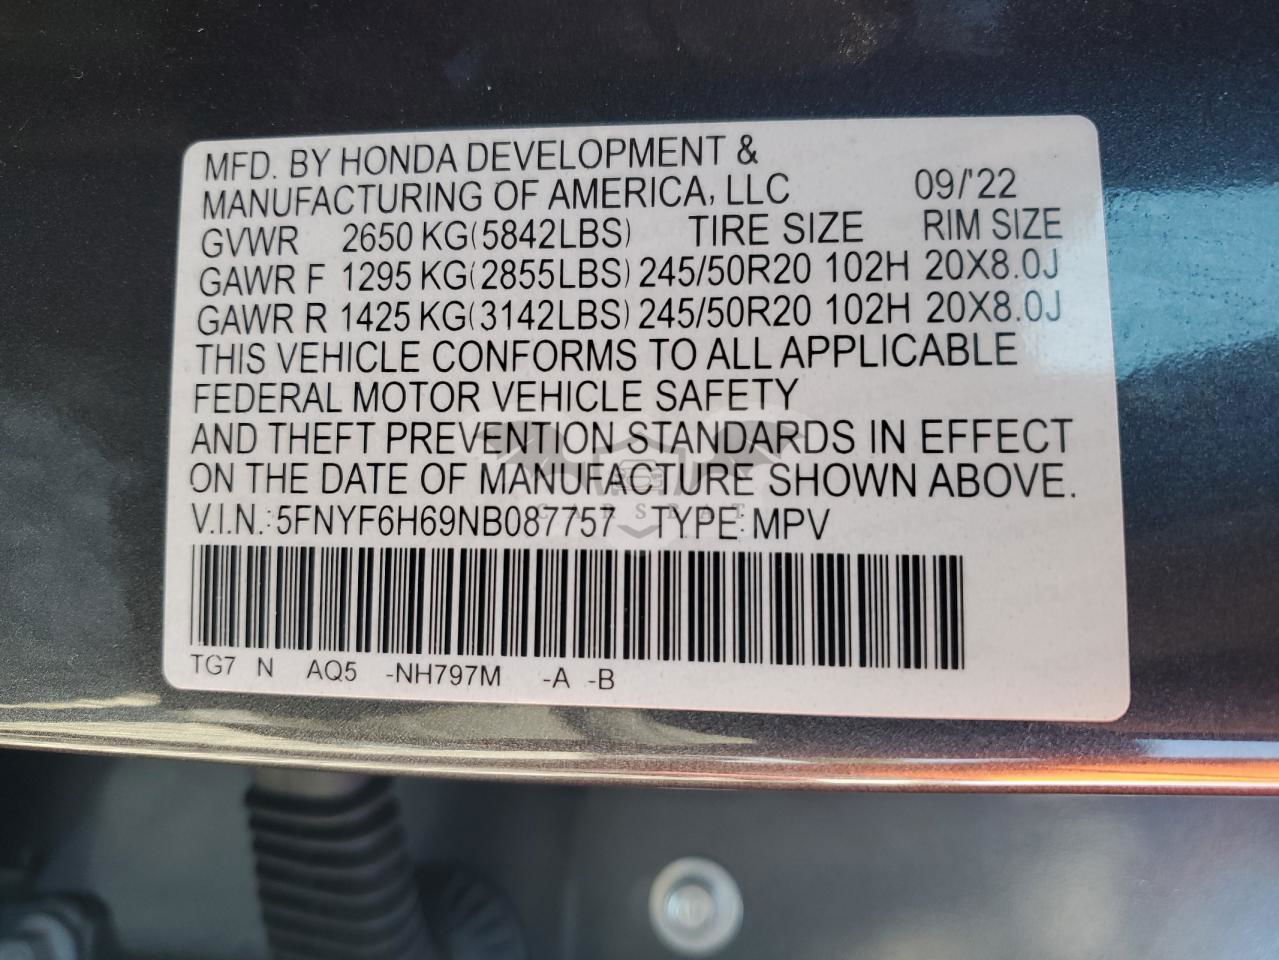 MFD. BY HONDA DEVELOPMENT &
MANUFACTURING OF AMERICA, LLC 09/'22
GVWR 2650 KG(5842LBS) TIRE SIZE RIM SIZE
GAWR F 1295 KG(2855LBS) 245/50R20 102H 20X8.0J
GAWR R 1425 KG(3142LBS) 245/50R20 102H 20X8.0J
THIS VEHICLE CONFORMS TO ALL APPLICABLE
FEDERAL MOTOR VEHICLE SAFETY
AND THEFT PREVENTION STANDARDS IN EFFECT
ON THE DATE OF MANUFACTURE SHOWN ABOVE.
V.I.N.: 5FNYF6H69NB087757 TYPE: MPV
TG7 N AQ5 -NH797M -A -B